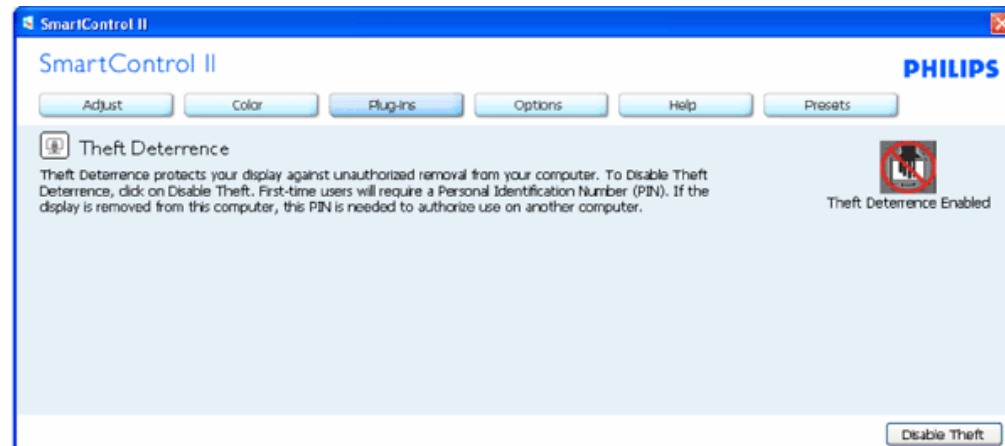 SmartControl II
SmartControl II
PHILIPS
Adjust Color Plug-Ins Options Help Presets
Theft Deterrence
Theft Deterrence protects your display against unauthorized removal from your computer. To Disable Theft
Deterrence, click on Disable Theft. First-time users will require a Personal Identification Number (PIN). If the
display is removed from this computer, this PIN is needed to authorize use on another computer.
Theft Deterrence Enabled
Disable Theft